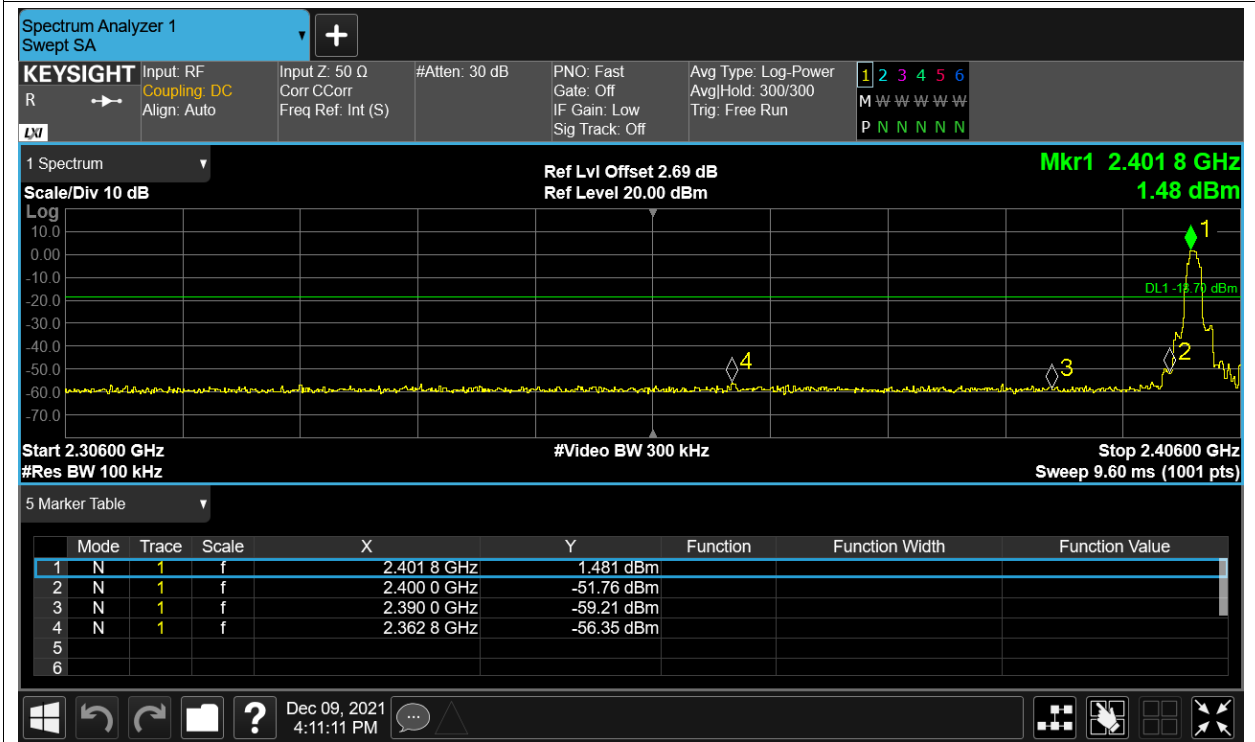 Spectrum Analyzer 1
Swept SA
+
KEYSIGHT Input: RF Input Z: 50 Ω #Atten: 30 dB PNO: Fast Avg Type: Log-Power 1 2 3 4 5 6
R Coupling: DC Corr CCorr Gate: Off Avg|Hold: 300/300 M W W W W W
Align: Auto Freq Ref: Int (S) IF Gain: Low Trig: Free Run
LXI Sig Track: Off P N N N N N
1 Spectrum Ref Lvl Offset 2.69 dB Mkr1 2.401 8 GHz
Scale/Div 10 dB Ref Level 20.00 dBm 1.48 dBm
Log
10.0 1
0.00
-10.0
DL1 -18.70 dBm
-20.0
-30.0
-40.0
2
4
3
-50.0
-60.0
-70.0
Start 2.30600 GHz #Video BW 300 kHz Stop 2.40600 GHz
#Res BW 100 kHz Sweep 9.60 ms (1001 pts)
5 Marker Table
Mode Trace Scale X Y Function Function Width Function Value
1 N 1 f 2.401 8 GHz 1.481 dBm
2 N 1 f 2.400 0 GHz -51.76 dBm
3 N 1 f 2.390 0 GHz -59.21 dBm
4 N 1 f 2.362 8 GHz -56.35 dBm
5
6
? Dec 09, 2021
4:11:11 PM